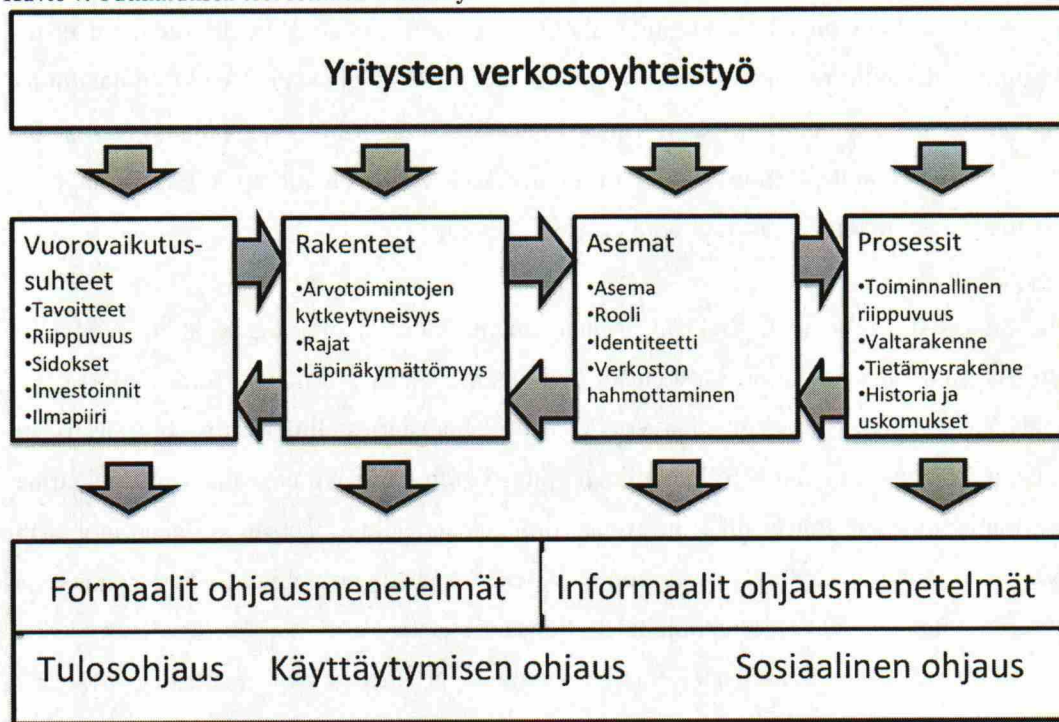 Yritysten verkostoyhteistyö
Vuorovaikutus-
suhteet
•Tavoitteet
•Riippuvuus
•Sidokset
•Investoinnit
•Ilmapiiri
Rakenteet
•Arvotoimintojen
kytkeytyneisyys
•Rajat
•Läpinäkymättömyys
Asemat
•Asema
•Rooli
•Identiteetti
•Verkoston
hahmottaminen
Prosessit
•Toiminnallinen
riippuvuus
•Valtarakenne
•Tietämysrakenne
•Historia ja
uskomukset
Formaalit ohjausmenetelmät
Informaalit ohjausmenetelmät
Tulosohjaus
Käyttäytymisen ohjaus
Sosiaalinen ohjaus